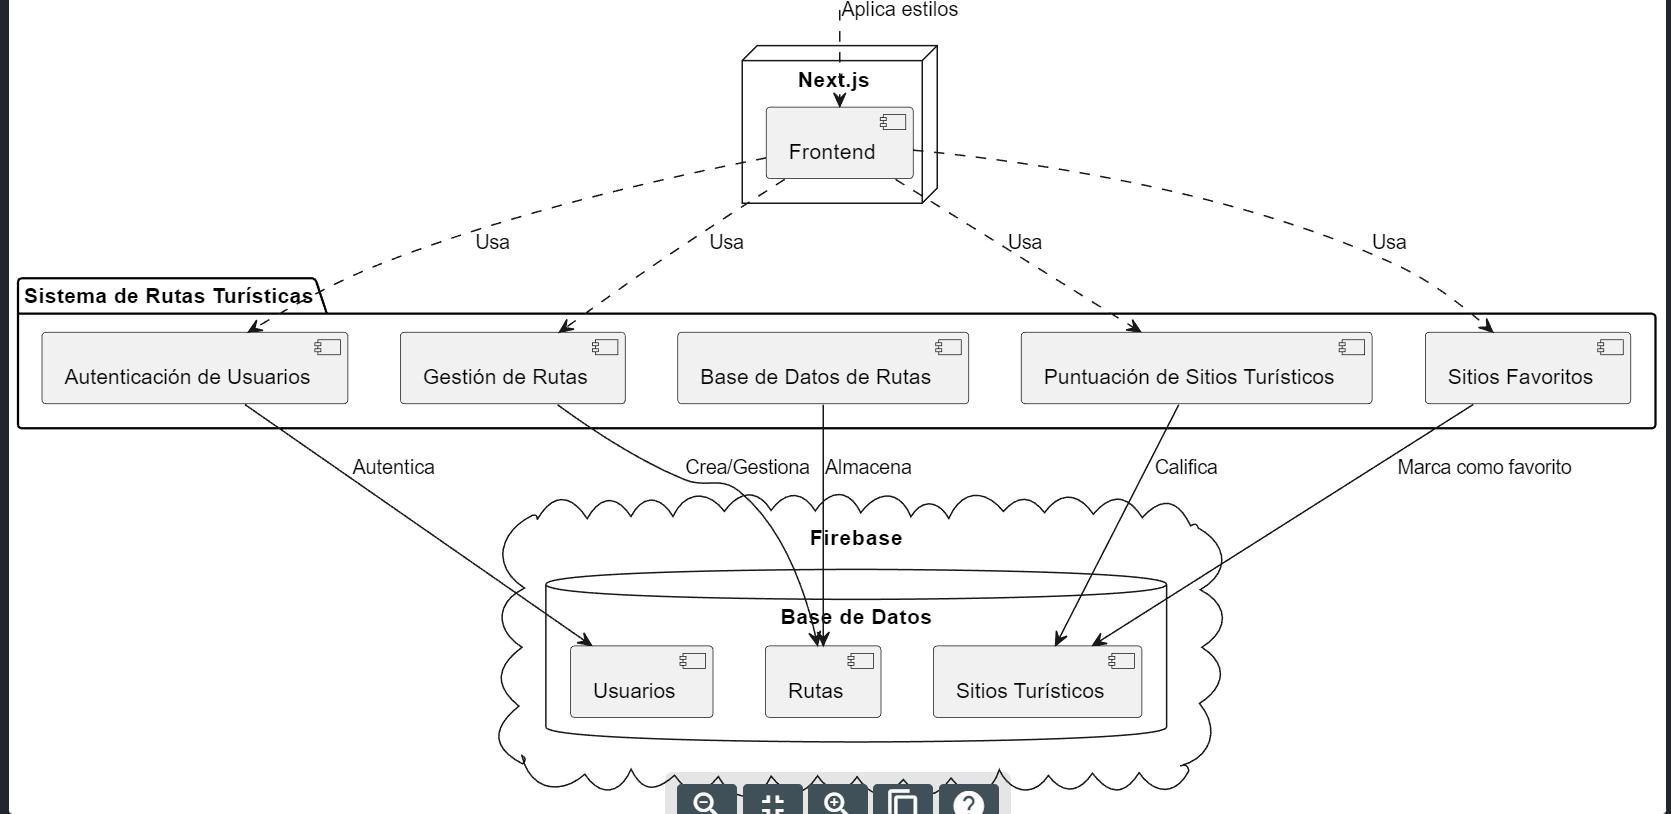 Aplica estilos
Next.js
Frontend
Usa
Usa
Usa
Usa
Sistema de Rutas Turísticas
Autenticación de Usuarios
Gestión de Rutas
Base de Datos de Rutas
Puntuación de Sitios Turísticos
Sitios Favoritos
Autentica
Crea/Gestiona
Almacena
Califica
Marca como favorito
Firebase
Base de Datos
Usuarios
Rutas
Sitios Turísticos